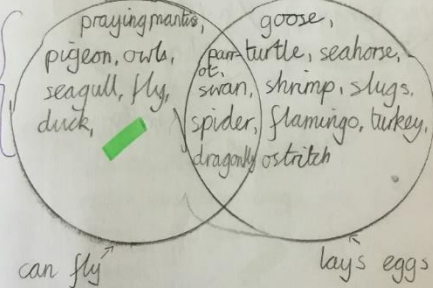 praying mantis, goose,
pigeon, owls, parr- turtle, seahorse,
ot,
seagull, fly, swan, shrimp, slugs,
duck, spider, flamingo, turkey,
dragonfly ostritch
can fly lays eggs